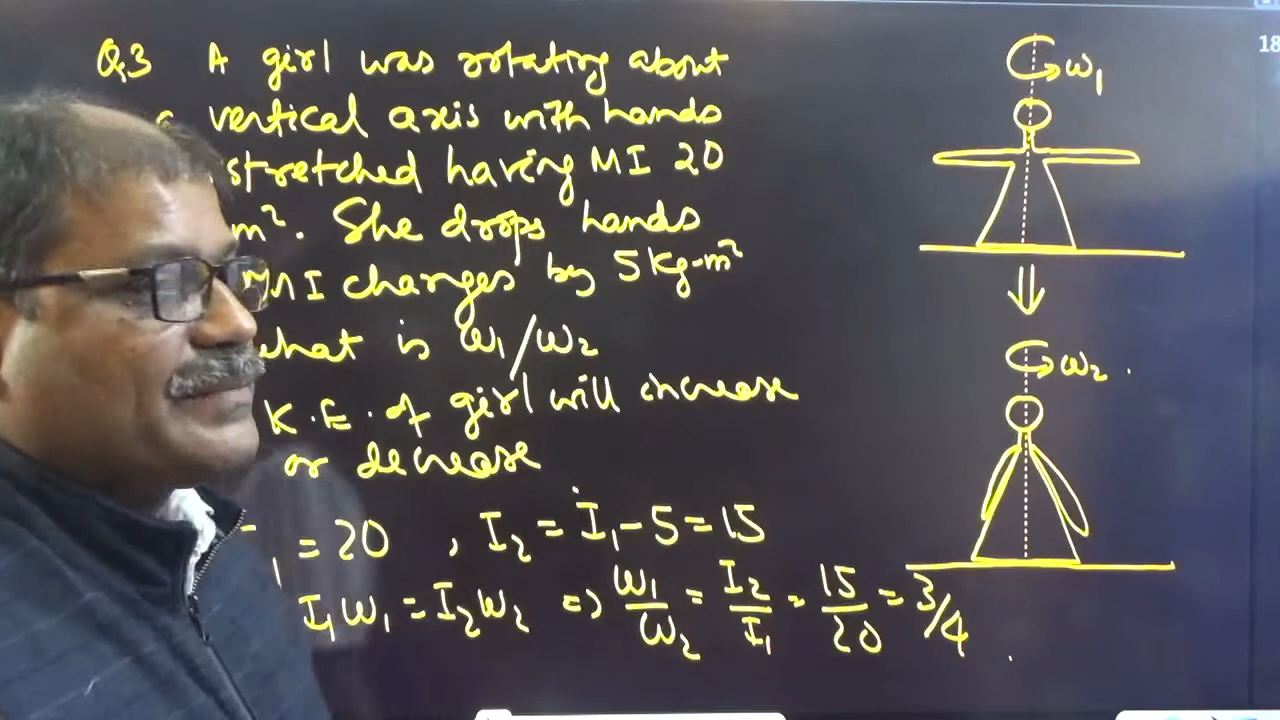 Q.3 A girl was rotating about
vertical axis with hands
stretched having MI 20
m². She drops hands
MI changes by 5 kg-m²
what is ω₁/ω₂
K.E. of girl will increase
or decrease
₁ = 20 , I₂ = I₁ - 5 = 15
I₁ω₁ = I₂ω₂ ⇒ ω₁/ω₂ = I₂/I₁ = 15/20 = 3/4
ω₁
ω₂
18